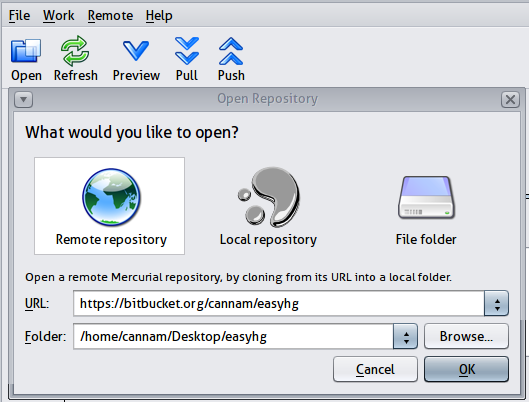 File Work Remote Help
Open Refresh Preview Pull Push
Open Repository
What would you like to open?
Remote repository Local repository File folder
Open a remote Mercurial repository, by cloning from its URL into a local folder.
URL: https://bitbucket.org/cannam/easyhg
Folder: /home/cannam/Desktop/easyhg Browse...
Cancel OK